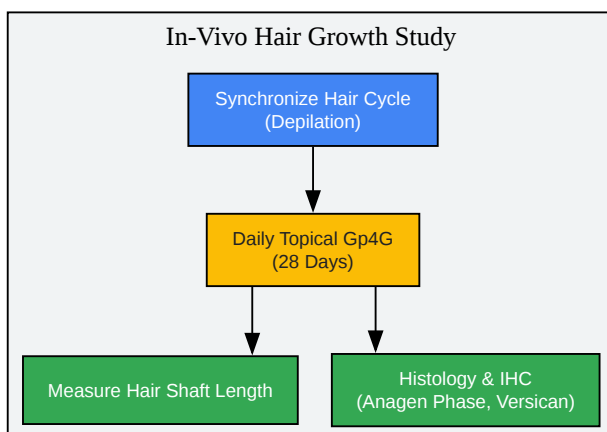 In-Vivo Hair Growth Study
Synchronize Hair Cycle
(Depilation)
Daily Topical Gp4G
(28 Days)
Measure Hair Shaft Length
Histology & IHC
(Anagen Phase, Versican)